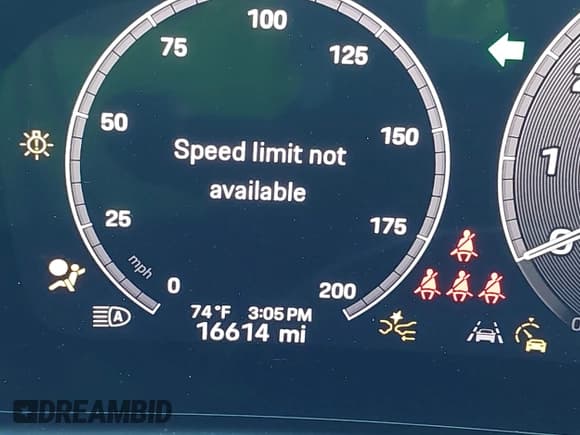 100
75
125
50
150
Speed limit not
available
25
175
mph
0
200
74°F 3:05 PM
16614 mi
A
1
0
DREAMBID